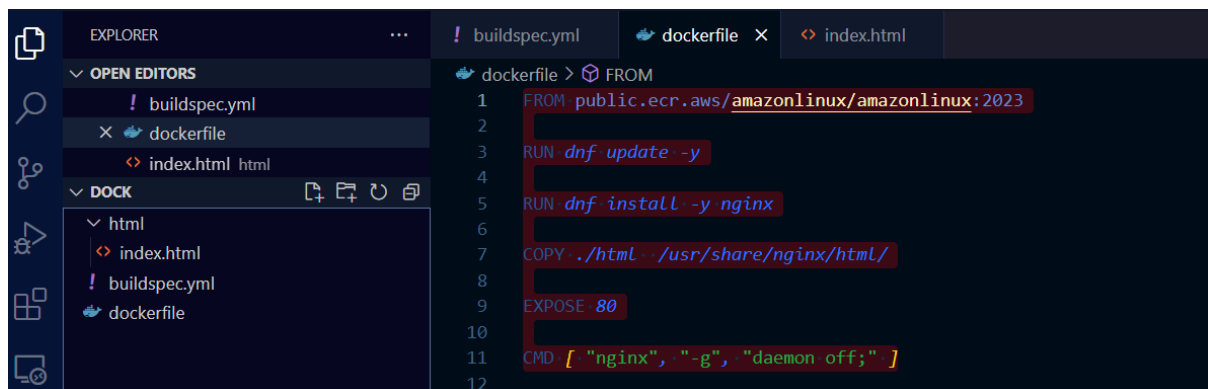 EXPLORER ...
OPEN EDITORS
! buildspec.yml
dockerfile
index.html html
DOCK
html
index.html
! buildspec.yml
dockerfile
! buildspec.yml dockerfile index.html
dockerfile > FROM
1 FROM public.ecr.aws/amazonlinux/amazonlinux:2023
2
3 RUN dnf update -y
4
5 RUN dnf install -y nginx
6
7 COPY ./html  /usr/share/nginx/html/
8
9 EXPOSE 80
10
11 CMD [ "nginx", "-g", "daemon off;" ]
12